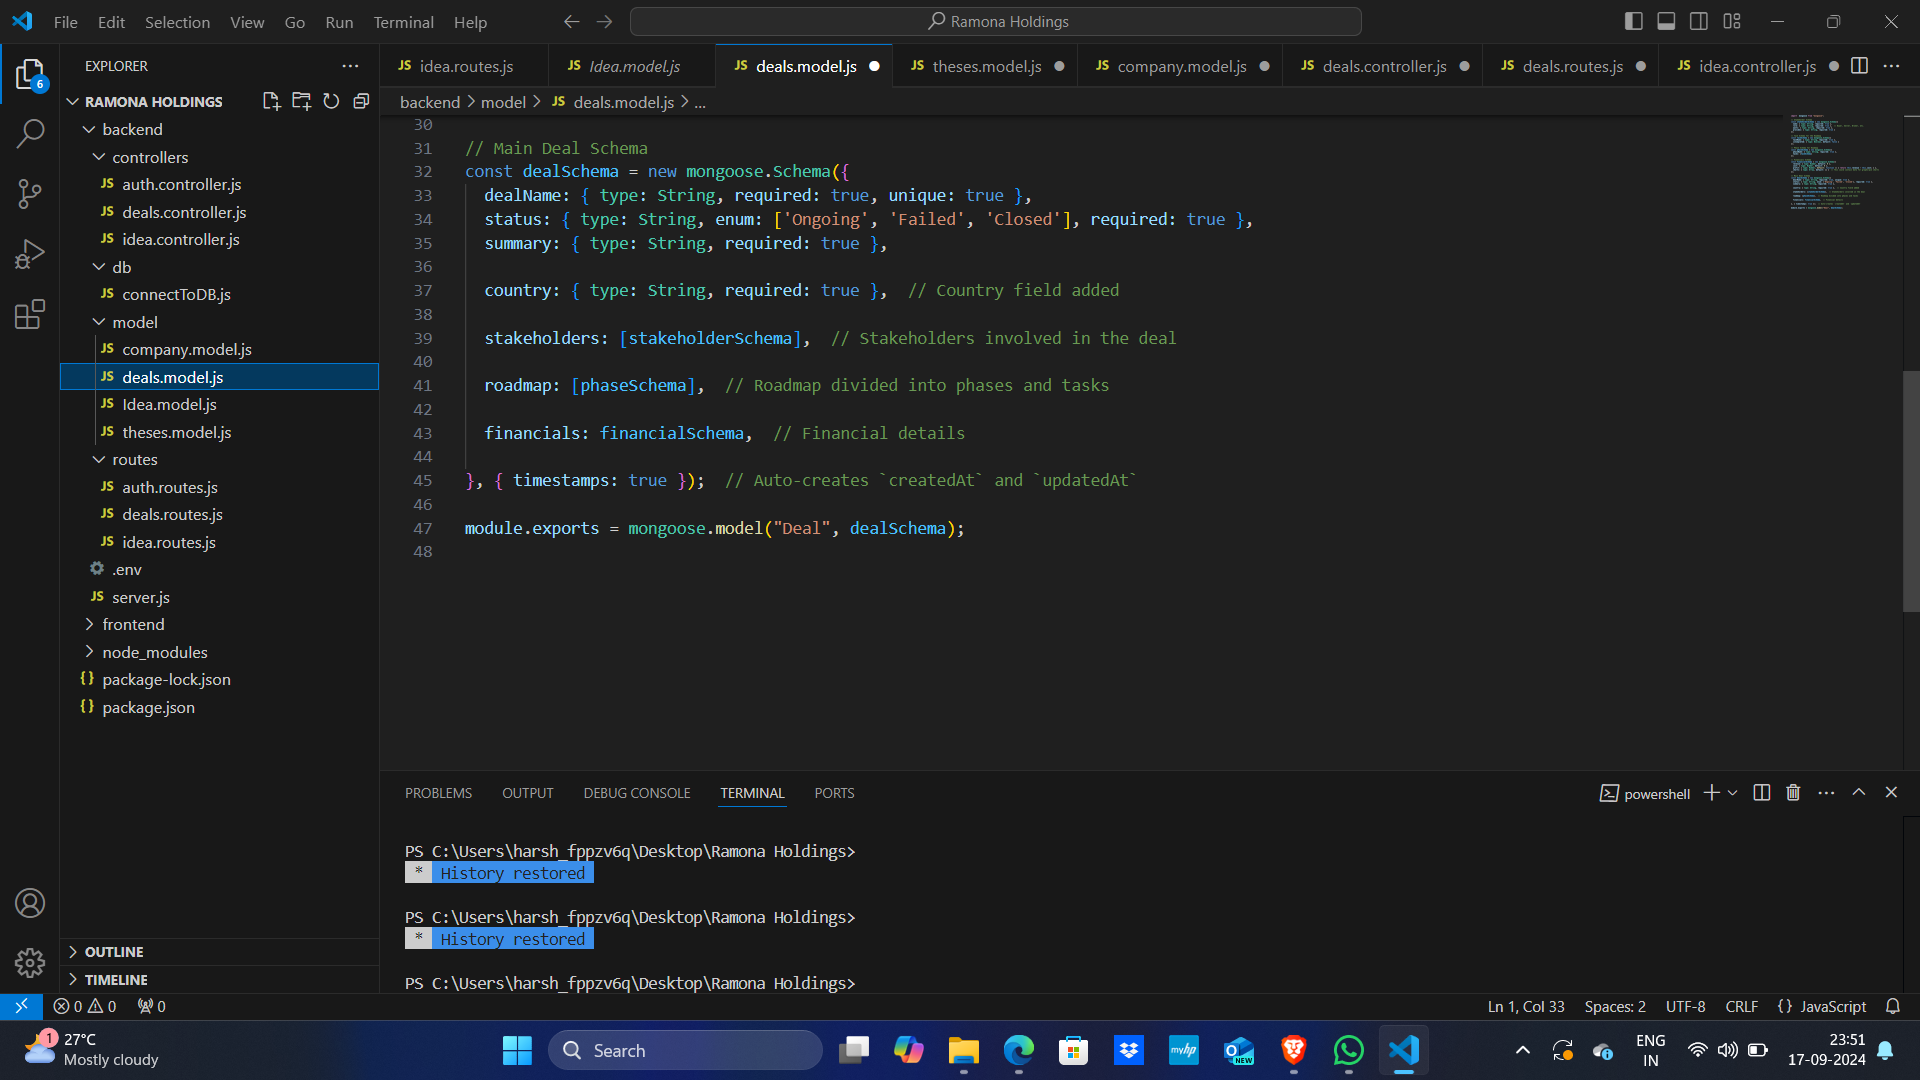 File Edit Selection View Go Run Terminal Help
Ramona Holdings
EXPLORER
JS idea.routes.js
JS Idea.model.js
JS deals.model.js
JS theses.model.js
JS company.model.js
JS deals.controller.js
JS deals.routes.js
JS idea.controller.js
6
RAMONA HOLDINGS
backend > model > JS deals.model.js > ...
backend
controllers
JS auth.controller.js
JS deals.controller.js
JS idea.controller.js
db
JS connectToDB.js
model
JS company.model.js
JS deals.model.js
JS Idea.model.js
JS theses.model.js
routes
JS auth.routes.js
JS deals.routes.js
JS idea.routes.js
.env
JS server.js
frontend
node_modules
{} package-lock.json
{} package.json
OUTLINE
TIMELINE
30
31 // Main Deal Schema
32 const dealSchema = new mongoose.Schema({
33 dealName: { type: String, required: true, unique: true },
34 status: { type: String, enum: ['Ongoing', 'Failed', 'Closed'], required: true },
35 summary: { type: String, required: true },
36
37 country: { type: String, required: true }, // Country field added
38
39 stakeholders: [stakeholderSchema], // Stakeholders involved in the deal
40
41 roadmap: [phaseSchema], // Roadmap divided into phases and tasks
42
43 financials: financialSchema, // Financial details
44
45 }, { timestamps: true }); // Auto-creates `createdAt` and `updatedAt`
46
47 module.exports = mongoose.model("Deal", dealSchema);
48
PROBLEMS OUTPUT DEBUG CONSOLE TERMINAL PORTS
powershell
PS C:\Users\harsh_fppzv6q\Desktop\Ramona Holdings>
* History restored
PS C:\Users\harsh_fppzv6q\Desktop\Ramona Holdings>
* History restored
PS C:\Users\harsh_fppzv6q\Desktop\Ramona Holdings>
0 0 0
Ln 1, Col 33 Spaces: 2 UTF-8 CRLF {} JavaScript
1
27°C
Mostly cloudy
Search
myhp
NEW
ENG
IN
23:51
17-09-2024